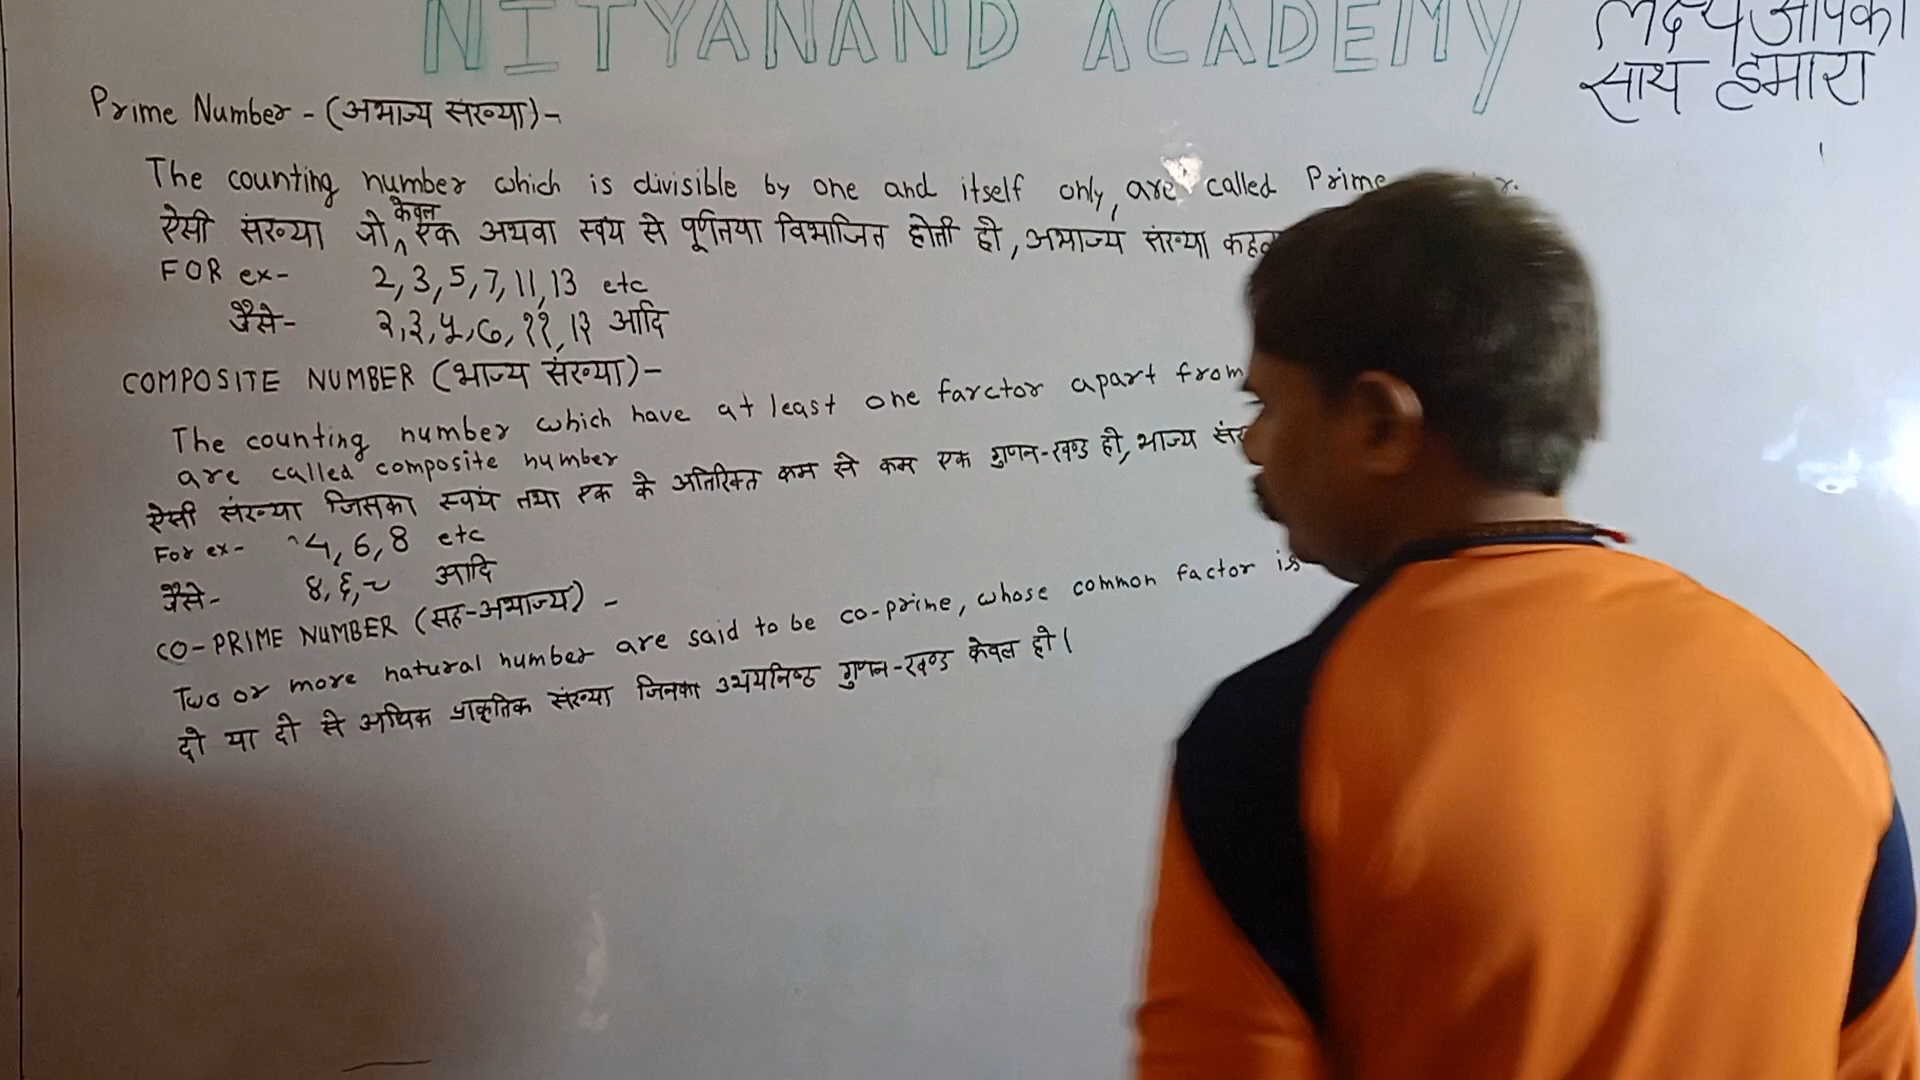 NITYANAND ACADEMY
लक्ष्य आपका
साथ हमारा
Prime Number - (अभाज्य संख्या) -
The counting number which is divisible by one and itself only, are called Prime
केवल
ऐसी संख्या जो ^ एक अथवा स्वंय से पूर्णतया विभाजित होती हो, अभाज्य संख्या
FOR ex- 2, 3, 5, 7, 11, 13 etc
जैसे- २, ३, ५, ७, ११, १३ आदि
COMPOSITE NUMBER (भाज्य संख्या) -
The counting number which have at least one farctor apart from
are called composite number
ऐसी संख्या जिसका स्वयं तथा एक के अतिरिक्त कम से कम एक गुणन-खण्ड हो, भाज्य
For ex- 4, 6, 8 etc
जैसे- ४, ६, ८ आदि
CO-PRIME NUMBER (सह-अभाज्य) -
Two or more natural number are said to be co-prime, whose common factor is
दो या दो से अधिक प्राकृतिक संख्या जिनका उभयनिष्ठ गुणन-खण्ड केवल हो।